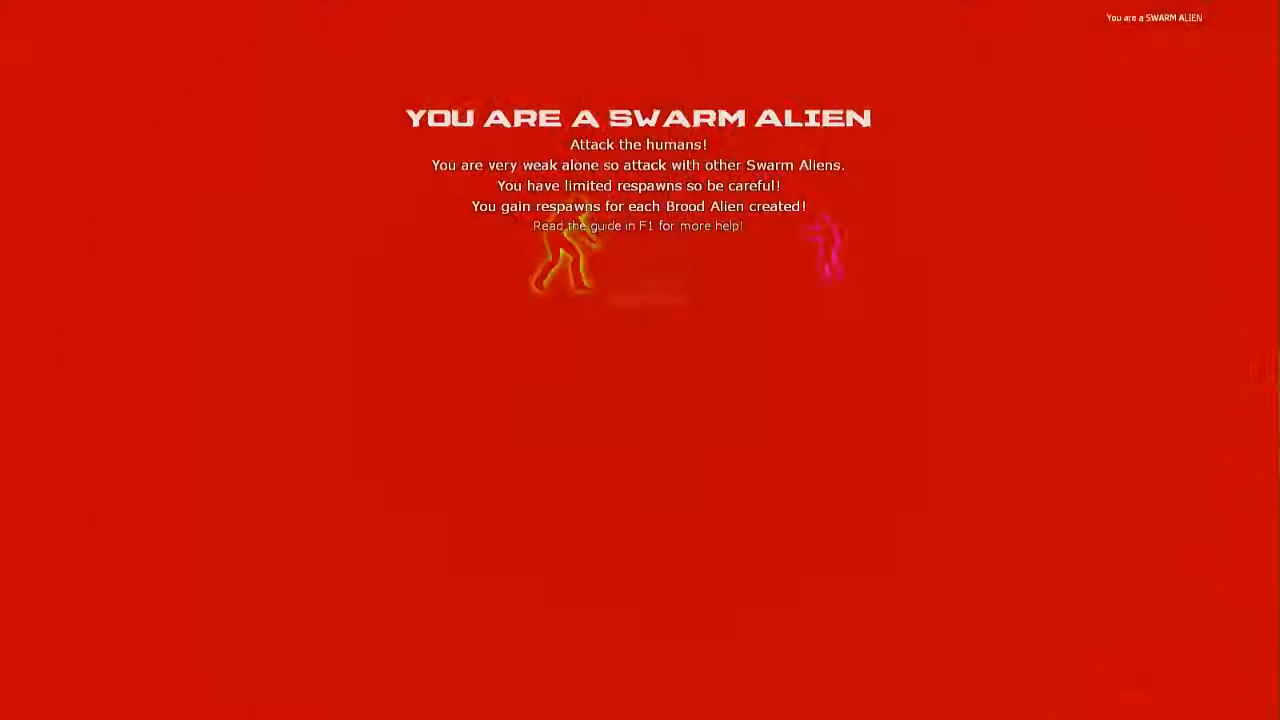 You are a SWARM ALIEN
YOU ARE A SWARM ALIEN
Attack the humans!
You are very weak alone so attack with other Swarm Aliens.
You have limited respawns so be careful!
You gain respawns for each Brood Alien created!
Read the guide in F1 for more help!